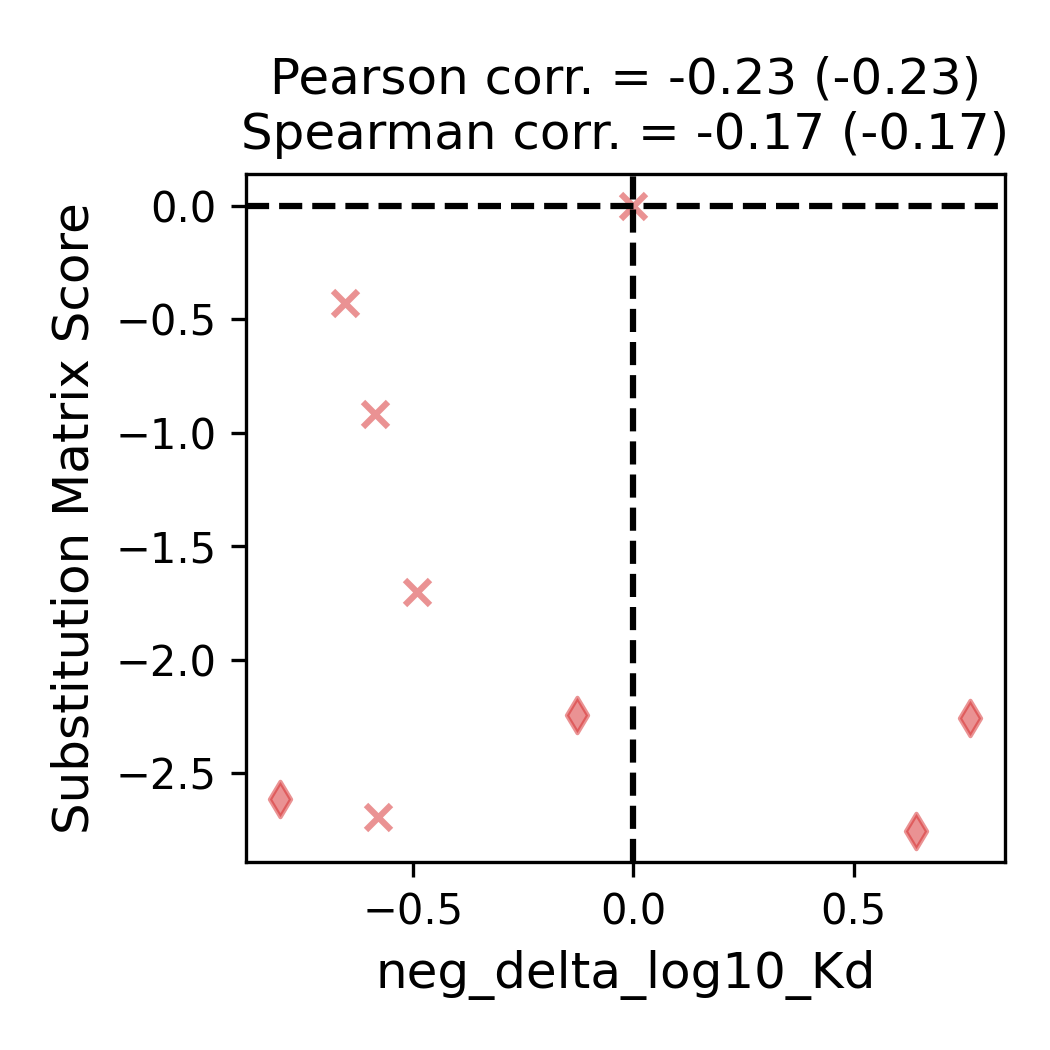 Pearson corr. = -0.23 (-0.23)
Spearman corr. = -0.17 (-0.17)
Substitution Matrix Score
0.0
−0.5
−1.0
−1.5
−2.0
−2.5
−0.5 0.0 0.5
neg_delta_log10_Kd